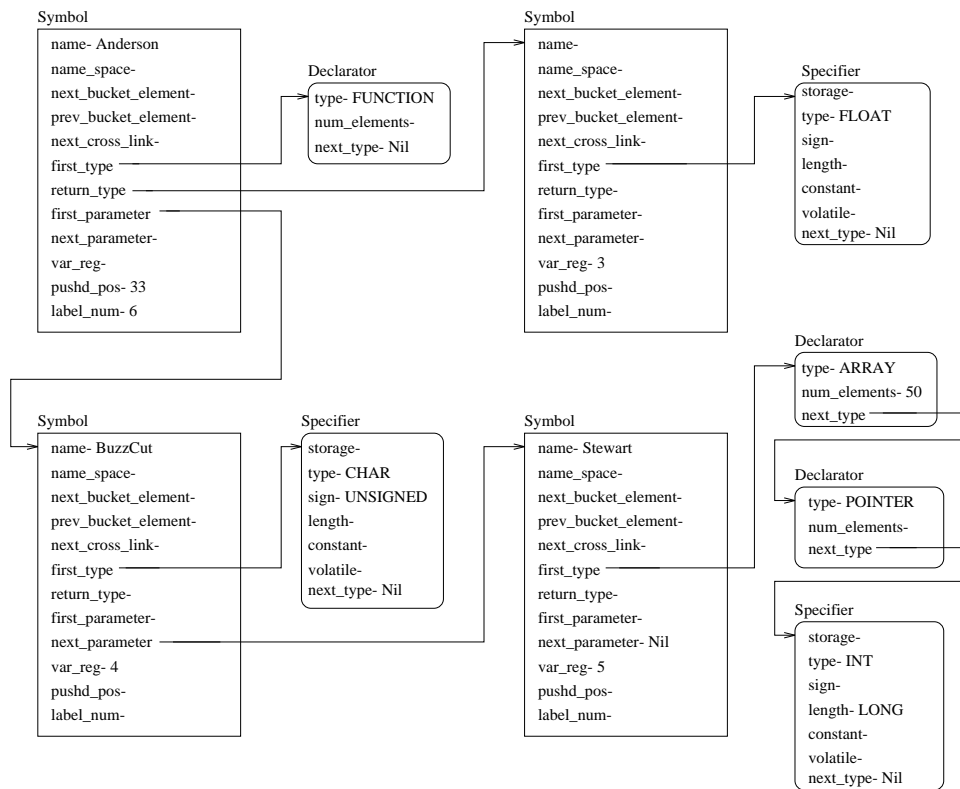 Symbol
name- Anderson
name_space-
next_bucket_element-
prev_bucket_element-
next_cross_link-
first_type
return_type
first_parameter
next_parameter-
var_reg-
pushd_pos- 33
label_num- 6
Declarator
type- FUNCTION
num_elements-
next_type- Nil
Symbol
name-
name_space-
next_bucket_element-
prev_bucket_element-
next_cross_link-
first_type
return_type-
first_parameter-
next_parameter-
var_reg- 3
pushd_pos-
label_num-
Specifier
storage-
type- FLOAT
sign-
length-
constant-
volatile-
next_type- Nil
Symbol
name- BuzzCut
name_space-
next_bucket_element-
prev_bucket_element-
next_cross_link-
first_type
return_type-
first_parameter-
next_parameter
var_reg- 4
pushd_pos-
label_num-
Specifier
storage-
type- CHAR
sign- UNSIGNED
length-
constant-
volatile-
next_type- Nil
Symbol
name- Stewart
name_space-
next_bucket_element-
prev_bucket_element-
next_cross_link-
first_type
return_type-
first_parameter-
next_parameter- Nil
var_reg- 5
pushd_pos-
label_num-
Declarator
type- ARRAY
num_elements- 50
next_type
Declarator
type- POINTER
num_elements-
next_type
Specifier
storage-
type- INT
sign-
length- LONG
constant-
volatile-
next_type- Nil